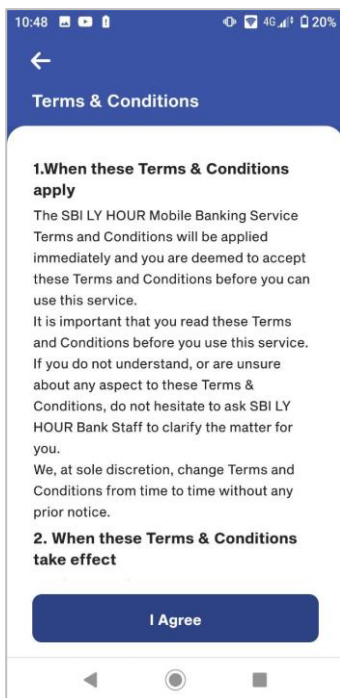 10:48 4G 20%
Terms & Conditions
1.When these Terms & Conditions
apply
The SBI LY HOUR Mobile Banking Service
Terms and Conditions will be applied
immediately and you are deemed to accept
these Terms and Conditions before you can
use this service.
It is important that you read these Terms
and Conditions before you use this service.
If you do not understand, or are unsure
about any aspect to these Terms &
Conditions, do not hesitate to ask SBI LY
HOUR Bank Staff to clarify the matter for
you.
We, at sole discretion, change Terms and
Conditions from time to time without any
prior notice.
2. When these Terms & Conditions
take effect
I Agree